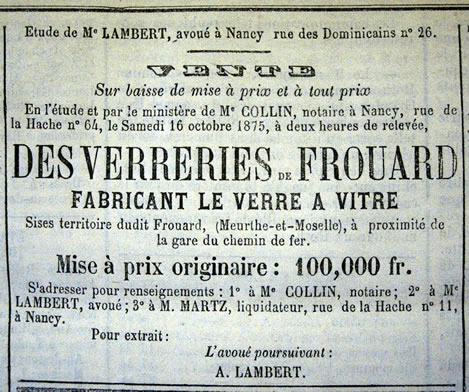 Etude de Me LAMBERT, avoué à Nancy rue des Dominicains n° 26.
VENTE
Sur baisse de mise à prix et à tout prix
En l'étude et par le ministère de Me COLLIN, notaire à Nancy, rue de
la Hache n° 64, le Samedi 16 octobre 1875, à deux heures de relevée,
DES VERRERIES DE FROUARD
FABRICANT LE VERRE A VITRE
Sises territoire dudit Frouard, (Meurthe-et-Moselle), à proximité de
la gare du chemin de fer.
Mise à prix originaire : 100,000 fr.
S'adresser pour renseignements : 1° à Me COLLIN, notaire; 2° à Me
LAMBERT, avoué; 3° à M. MARTZ, liquidateur, rue de la Hache n° 11,
à Nancy.
Pour extrait :
L'avoué poursuivant :
A. LAMBERT.